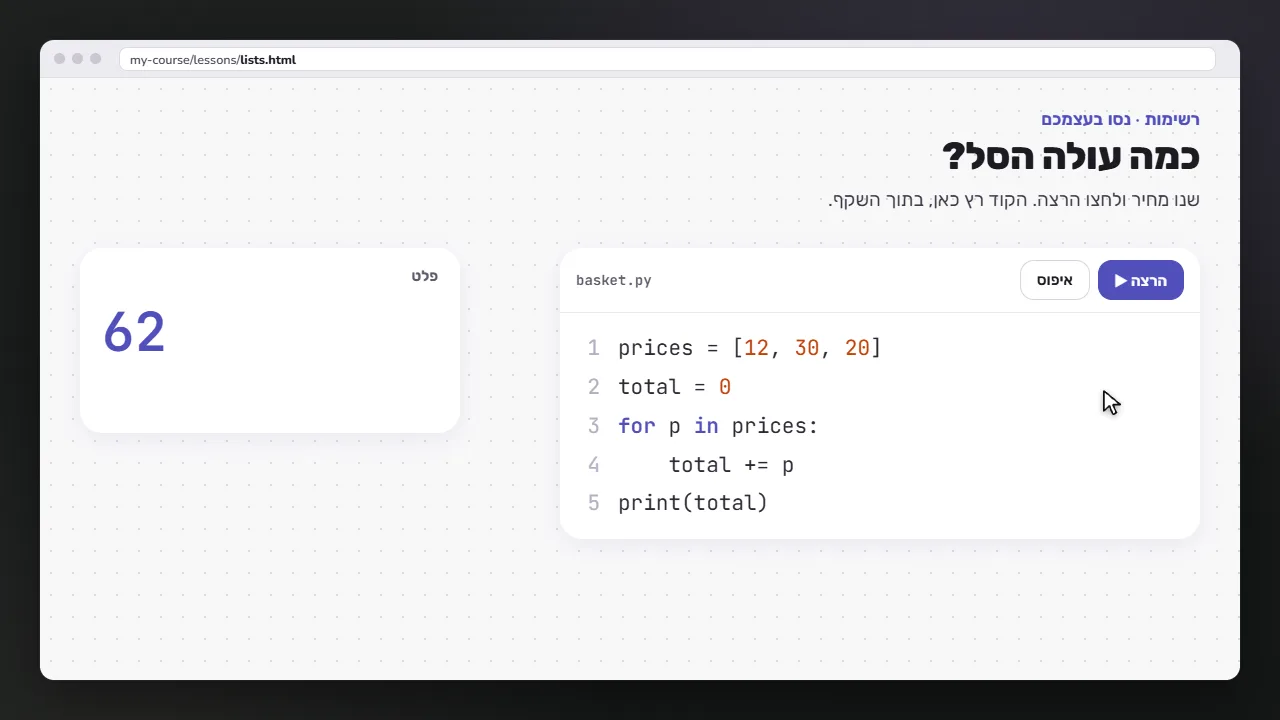 my-course/lessons/lists.html
רשימות · נסו בעצמכם
כמה עולה הסל?
שנו מחיר ולחצו הרצה. הקוד רץ כאן, בתוך השקף.
הרצה ▶
איפוס
basket.py
1 prices = [12, 30, 20]
2 total = 0
3 for p in prices:
4     total += p
5 print(total)
פלט
62